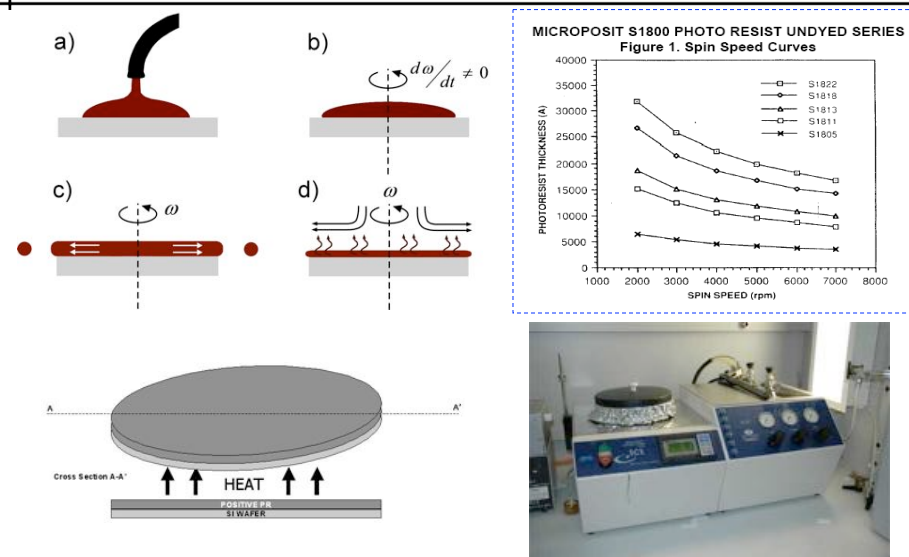 a)
b)
dω/dt ≠ 0
c)
ω
d)
ω
MICROPOSIT S1800 PHOTO RESIST UNDYED SERIES
Figure 1. Spin Speed Curves
PHOTORESIST THICKNESS (A)
40000
35000
30000
25000
20000
15000
10000
5000
0
S1822
S1818
S1813
S1811
S1805
1000 2000 3000 4000 5000 6000 7000 8000
SPIN SPEED (rpm)
A
A'
Cross Section A-A'
HEAT
POSITIVE PR
SI WAFER
SCS